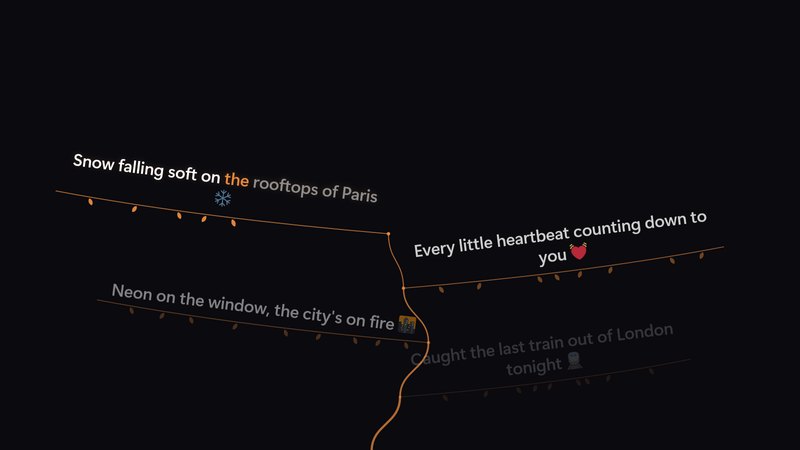 Snow falling soft on the rooftops of Paris
❄️
Every little heartbeat counting down to
you 💓
Neon on the window, the city's on fire 🌃
Caught the last train out of London
tonight 🚆